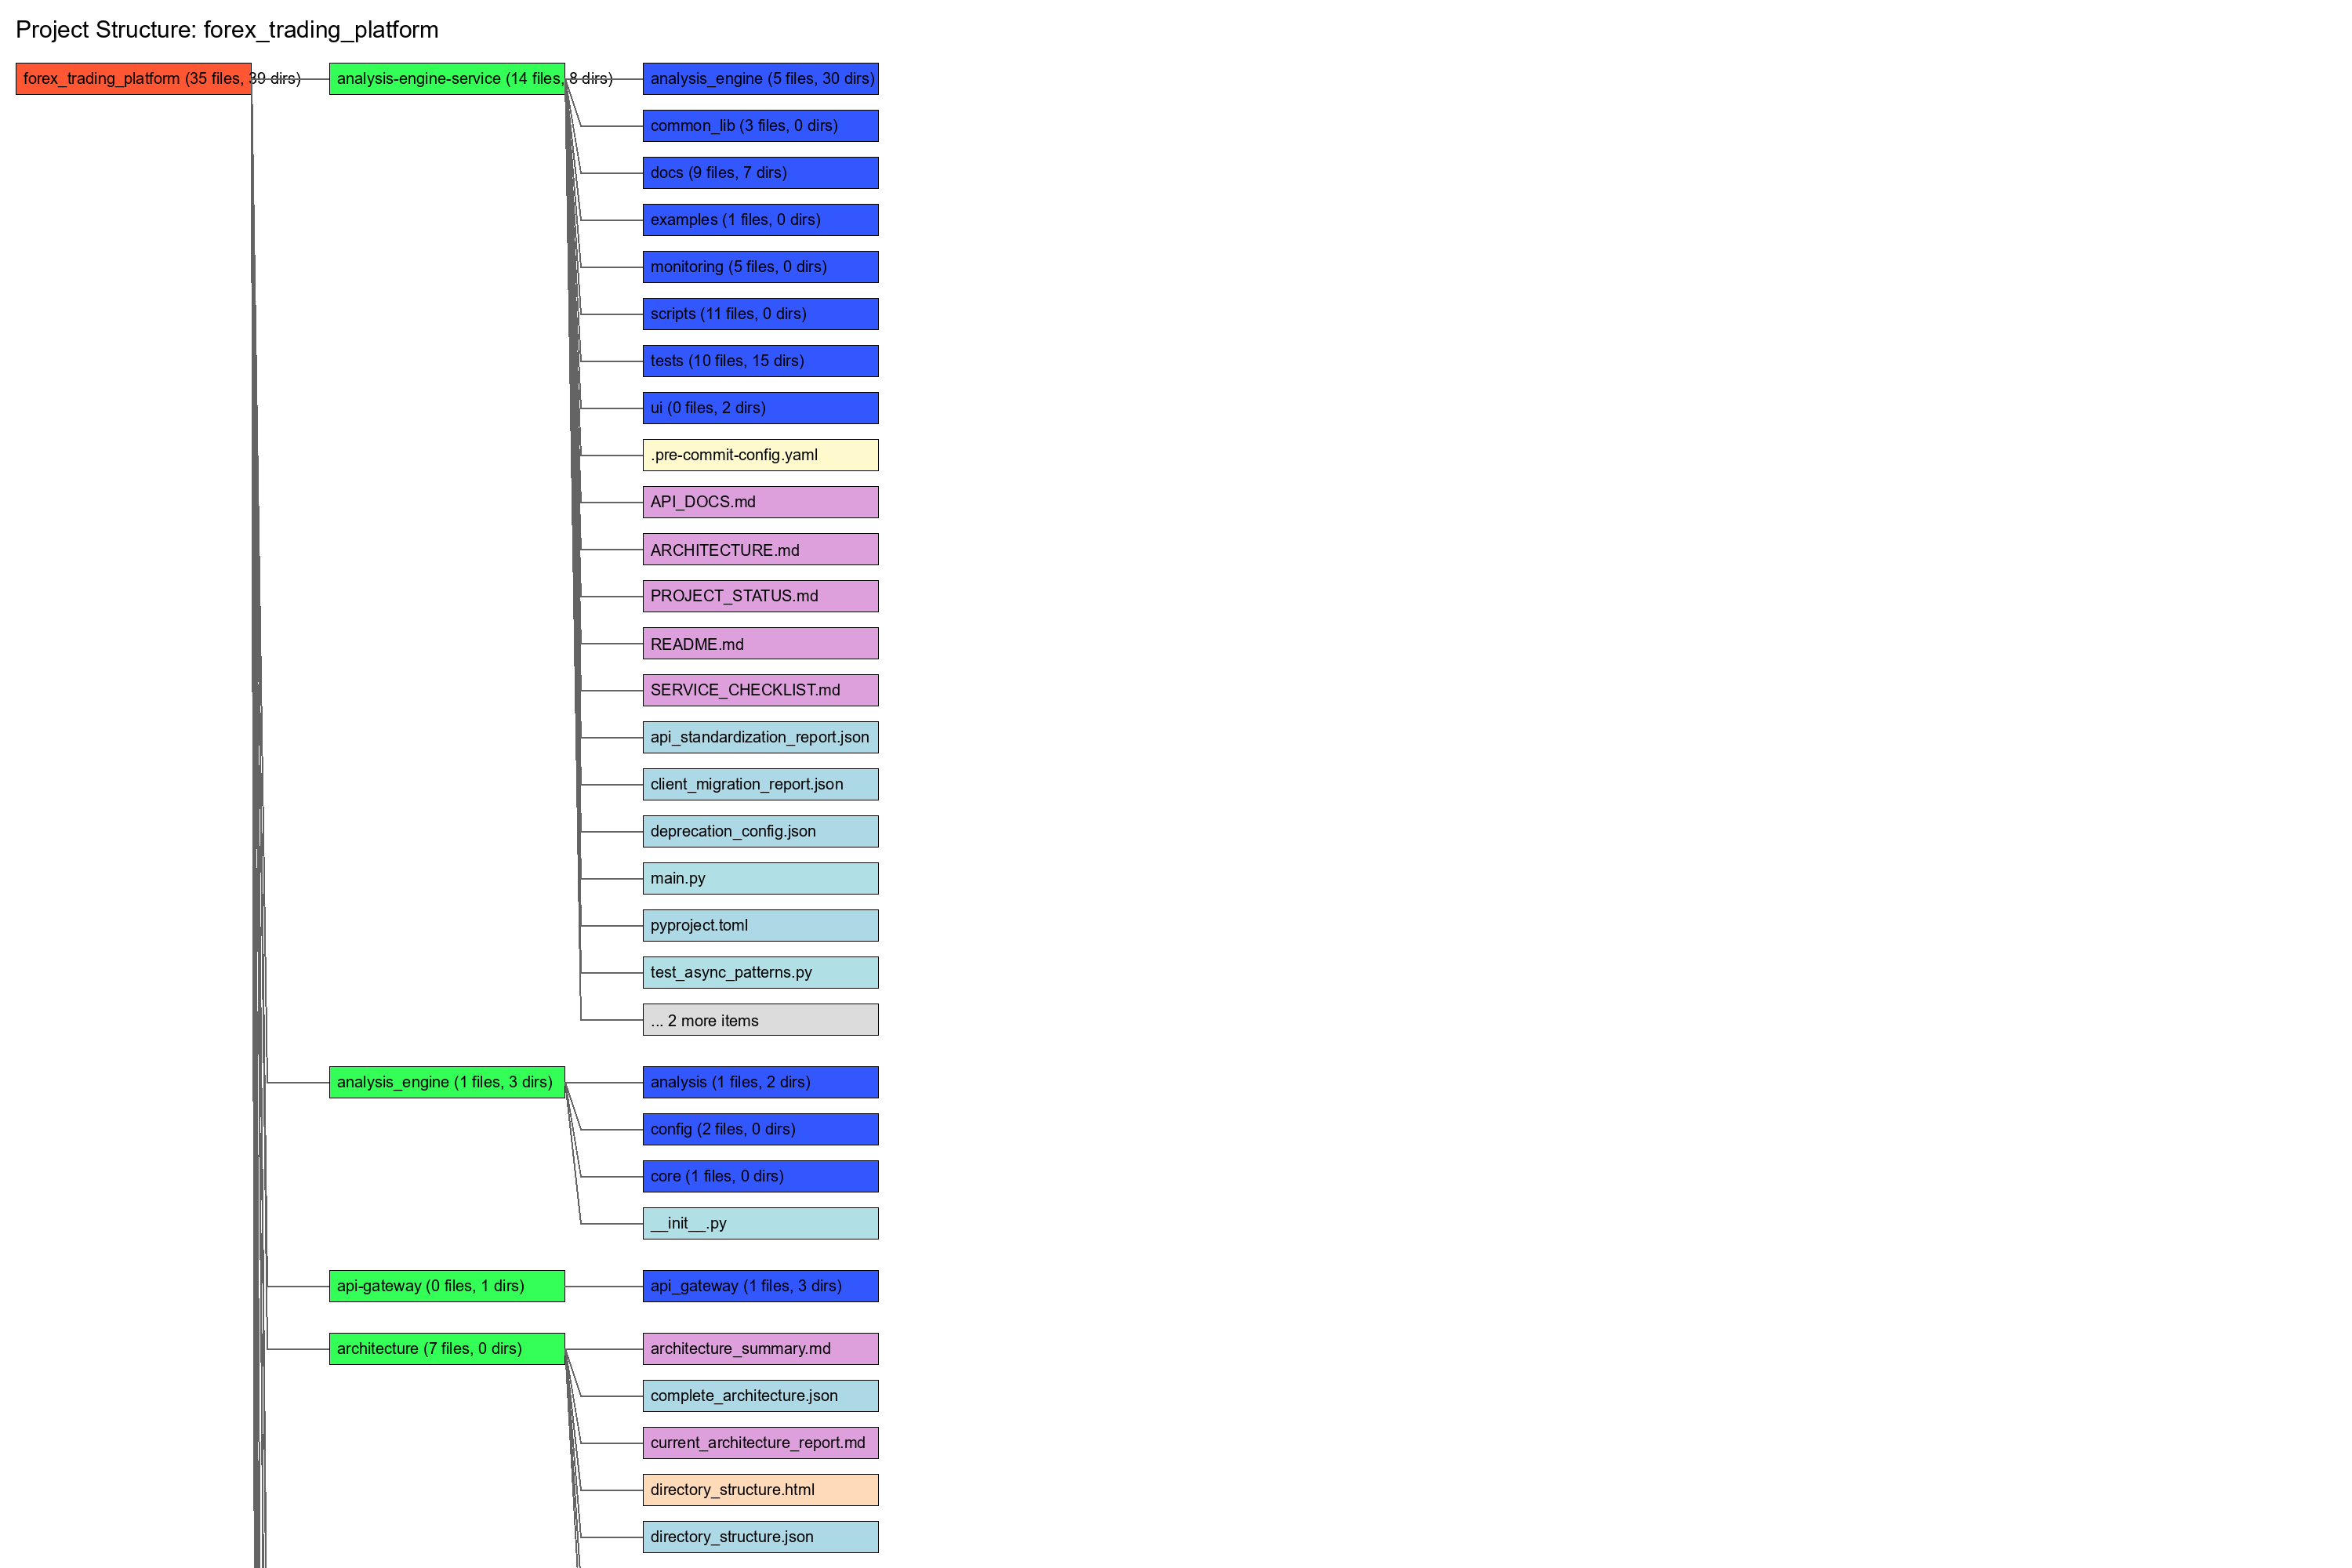 Project Structure: forex_trading_platform
forex_trading_platform (35 files, 39 dirs)
analysis-engine-service (14 files, 8 dirs)
analysis_engine (5 files, 30 dirs)
common_lib (3 files, 0 dirs)
docs (9 files, 7 dirs)
examples (1 files, 0 dirs)
monitoring (5 files, 0 dirs)
scripts (11 files, 0 dirs)
tests (10 files, 15 dirs)
ui (0 files, 2 dirs)
.pre-commit-config.yaml
API_DOCS.md
ARCHITECTURE.md
PROJECT_STATUS.md
README.md
SERVICE_CHECKLIST.md
api_standardization_report.json
client_migration_report.json
deprecation_config.json
main.py
pyproject.toml
test_async_patterns.py
... 2 more items
analysis_engine (1 files, 3 dirs)
analysis (1 files, 2 dirs)
config (2 files, 0 dirs)
core (1 files, 0 dirs)
__init__.py
api-gateway (0 files, 1 dirs)
api_gateway (1 files, 3 dirs)
architecture (7 files, 0 dirs)
architecture_summary.md
complete_architecture.json
current_architecture_report.md
directory_structure.html
directory_structure.json